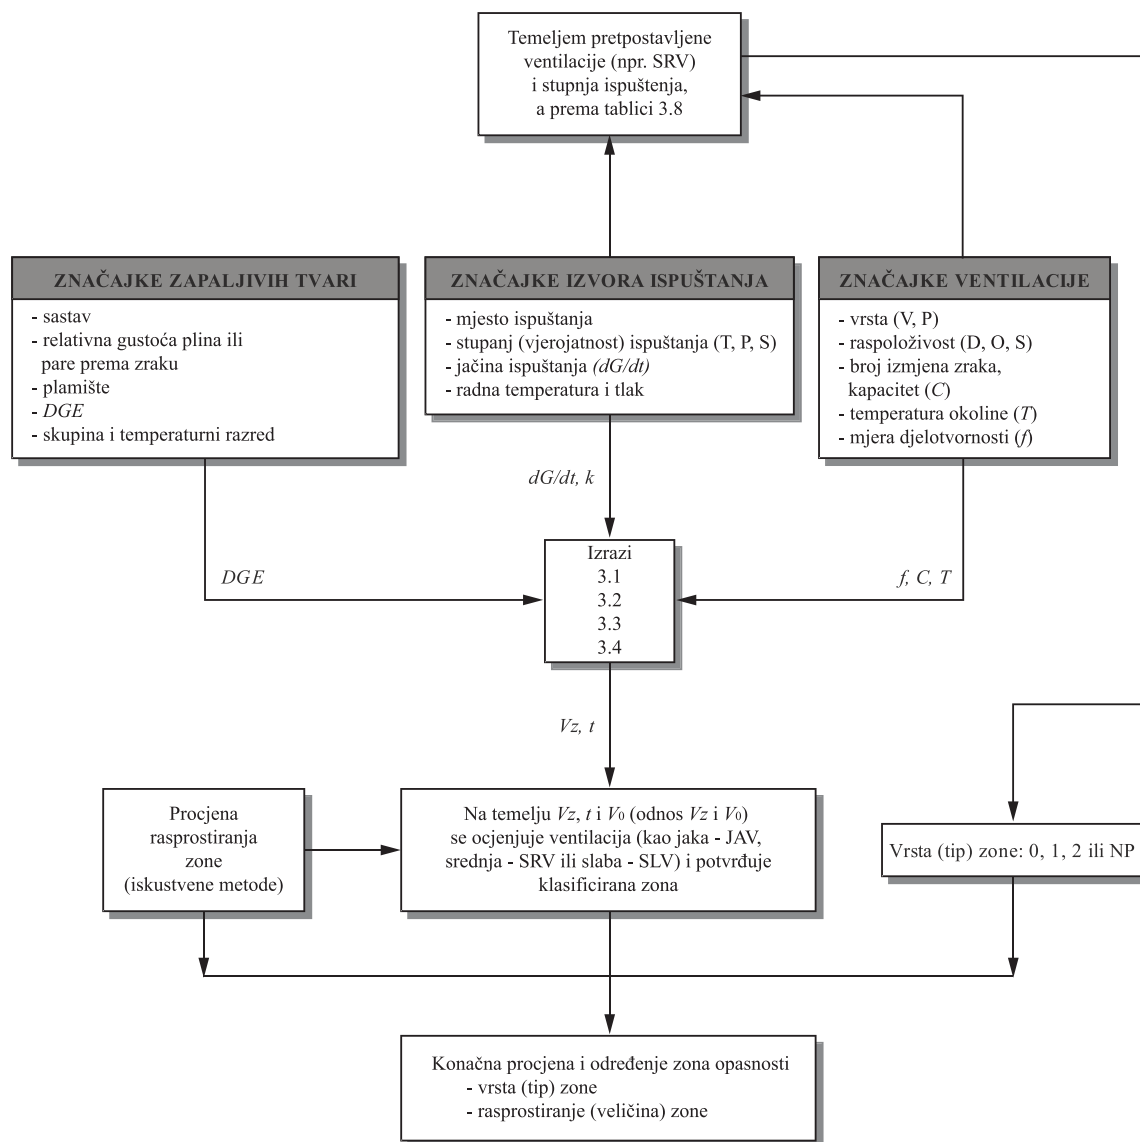 Temeljem pretpostavljene
ventilacije (npr. SRV)
i stupnja ispuštenja,
a prema tablici 3.8
ZNAČAJKE ZAPALJIVIH TVARI
- sastav
- relativna gustoća plina ili
pare prema zraku
- plamište
- DGE
- skupina i temperaturni razred
ZNAČAJKE IZVORA ISPUŠTANJA
- mjesto ispuštanja
- stupanj (vjerojatnost) ispuštanja (T, P, S)
- jačina ispuštanja (dG/dt)
- radna temperatura i tlak
ZNAČAJKE VENTILACIJE
- vrsta (V, P)
- raspoloživost (D, O, S)
- broj izmjena zraka,
kapacitet (C)
- temperatura okoline (T)
- mjera djelotvornosti (f)
dG/dt, k
DGE
Izrazi
3.1
3.2
3.3
3.4
f, C, T
Vz, t
Procjena
rasprostiranja
zone
(iskustvene metode)
Na temelju Vz, t i V0 (odnos Vz i V0)
se ocjenjuje ventilacija (kao jaka - JAV,
srednja - SRV ili slaba - SLV) i potvrđuje
klasificirana zona
Vrsta (tip) zone: 0, 1, 2 ili NP
Konačna procjena i određenje zona opasnosti
- vrsta (tip) zone
- rasprostiranje (veličina) zone